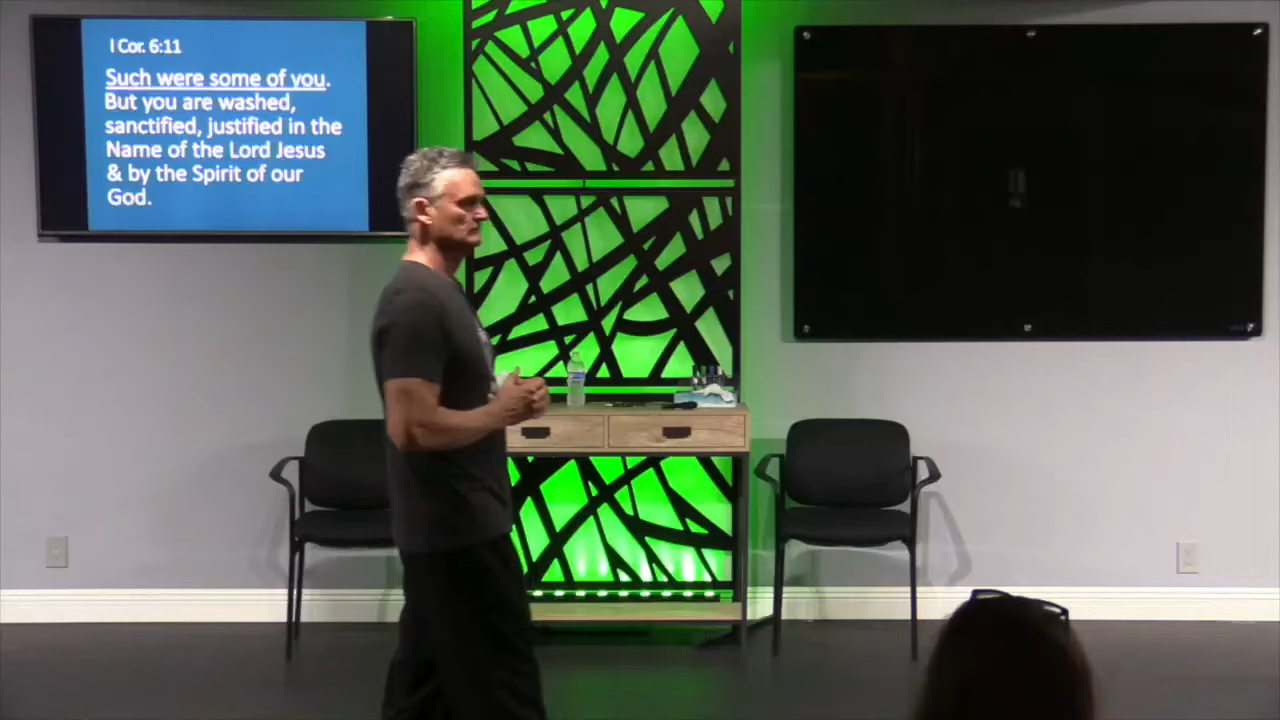 I Cor. 6:11
Such were some of you.
But you are washed,
sanctified, justified in the
Name of the Lord Jesus
& by the Spirit of our
God.